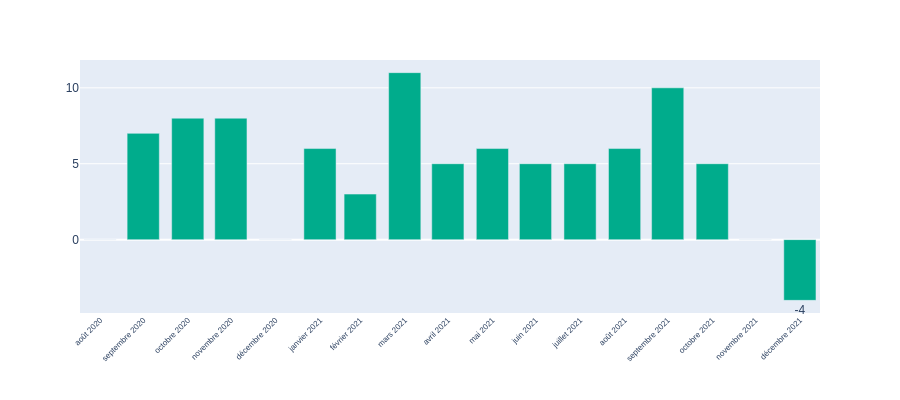 10
5
0
-4
août 2020
septembre 2020
octobre 2020
novembre 2020
décembre 2020
janvier 2021
février 2021
mars 2021
avril 2021
mai 2021
juin 2021
juillet 2021
août 2021
septembre 2021
octobre 2021
novembre 2021
décembre 2021